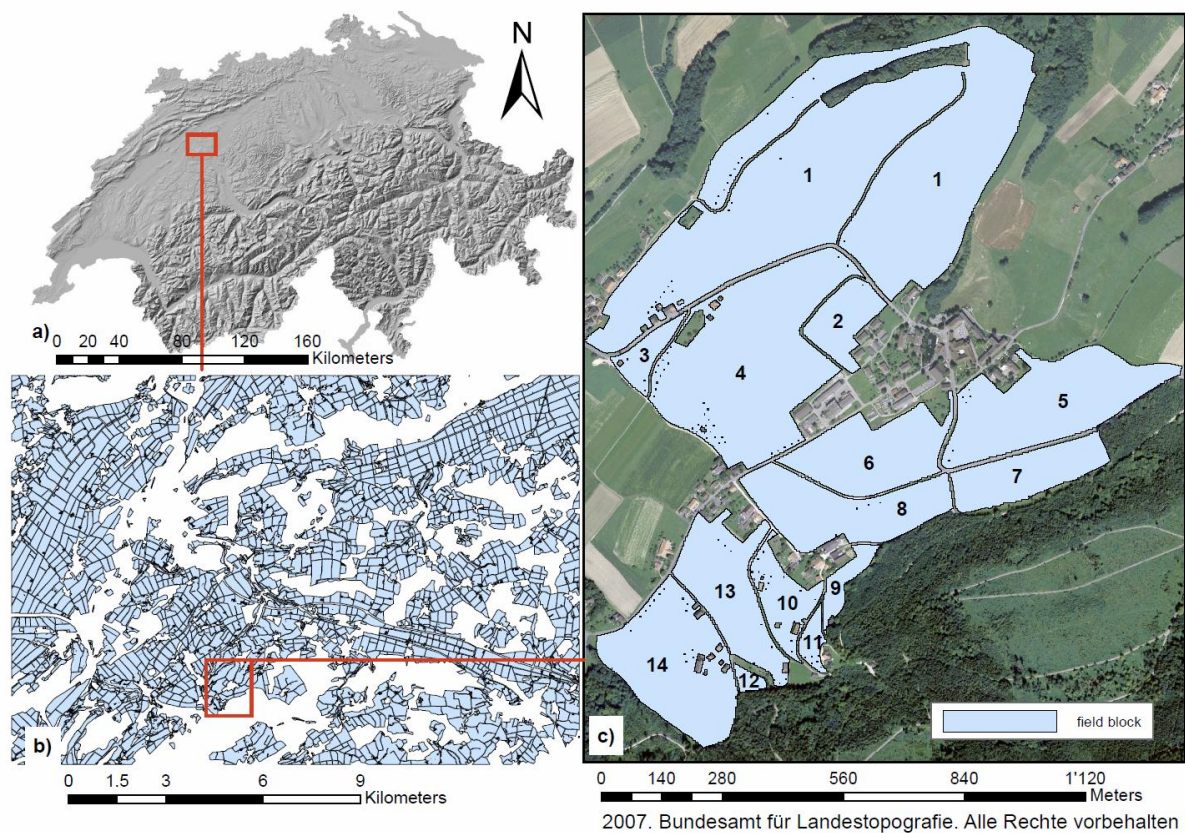 N
a)
0 20 40 80 120 160
Kilometers
b)
0 1.5 3 6 9
Kilometers
1
1
2
3
4
5
6
7
8
9
10
11
12
13
14
field block
c)
0 140 280 560 840 1'120
Meters
2007. Bundesamt für Landestopografie. Alle Rechte vorbehalten